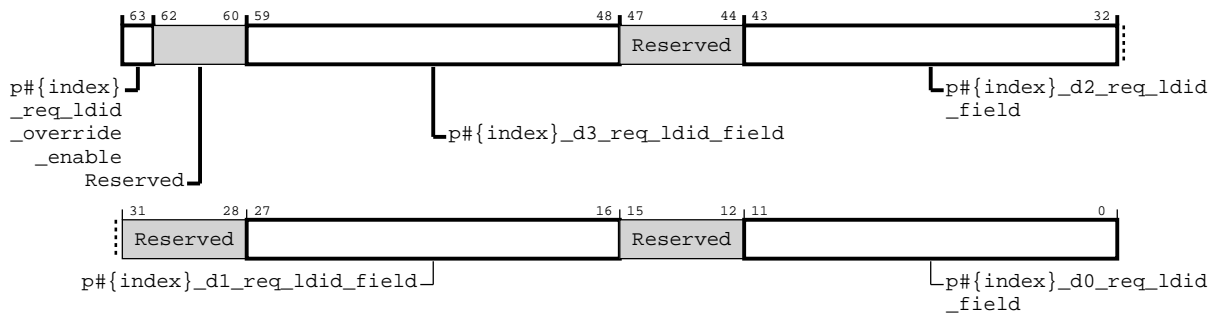 63 62 60 59 48 47 44 43 32
Reserved
p#{index}
_req_ldid
_override
_enable
p#{index}_d2_req_ldid
_field
p#{index}_d3_req_ldid_field
Reserved
31 28 27 16 15 12 11 0
Reserved Reserved
p#{index}_d1_req_ldid_field
p#{index}_d0_req_ldid
_field